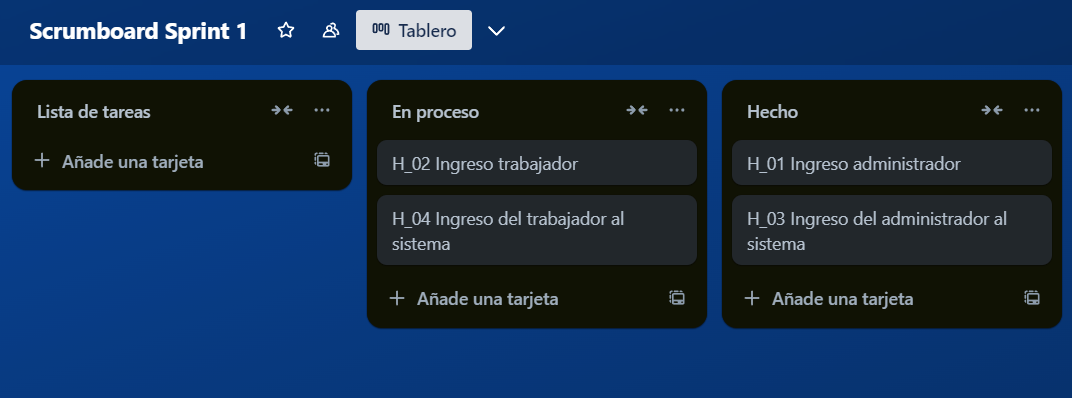 Scrumboard Sprint 1
Tablero
Lista de tareas
Añade una tarjeta
En proceso
H_02 Ingreso trabajador
H_04 Ingreso del trabajador al
sistema
Añade una tarjeta
Hecho
H_01 Ingreso administrador
H_03 Ingreso del administrador al
sistema
Añade una tarjeta